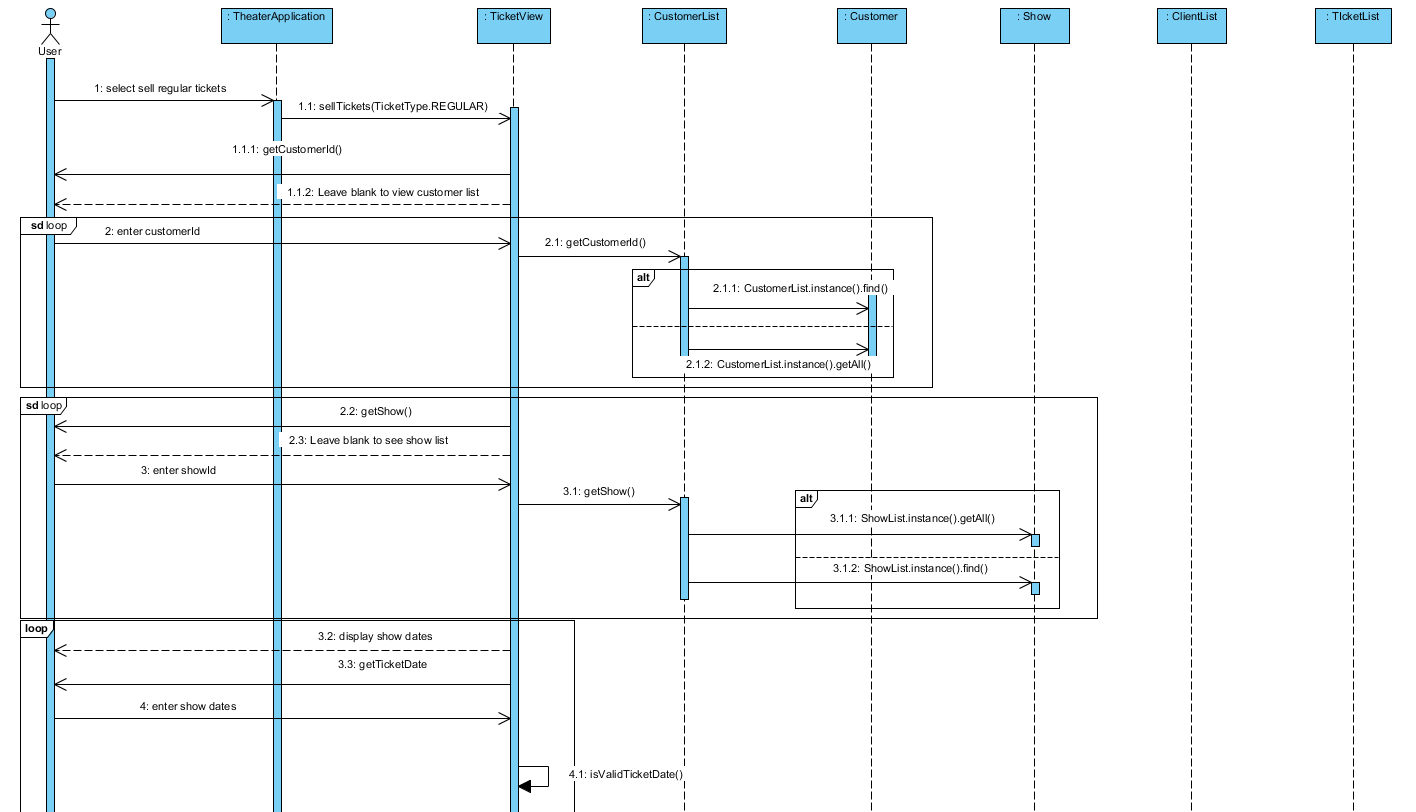 : TheaterApplication
: TicketView
: CustomerList
: Customer
: Show
: ClientList
: TIcketList
User
1: select sell regular tickets
1.1: sellTickets(TicketType.REGULAR)
1.1.1: getCustomerId()
1.1.2: Leave blank to view customer list
sd loop
2: enter customerId
2.1: getCustomerId()
alt
2.1.1: CustomerList.instance().find()
2.1.2: CustomerList.instance().getAll()
sd loop
2.2: getShow()
2.3: Leave blank to see show list
3: enter showId
3.1: getShow()
alt
3.1.1: ShowList.instance().getAll()
3.1.2: ShowList.instance().find()
loop
3.2: display show dates
3.3: getTicketDate
4: enter show dates
4.1: isValidTicketDate()